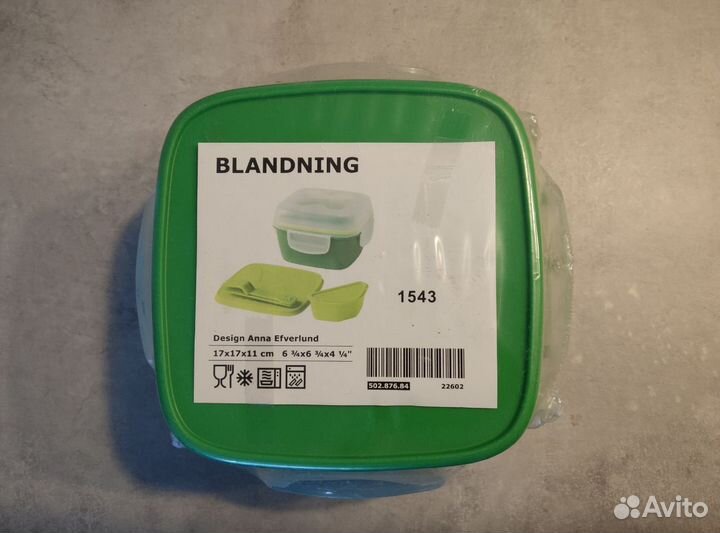 BLANDNING
1543
Design Anna Efverlund
17x17x11 cm 6 ¾x6 ¾x4 ¼"
502.876.84 22602
Avito